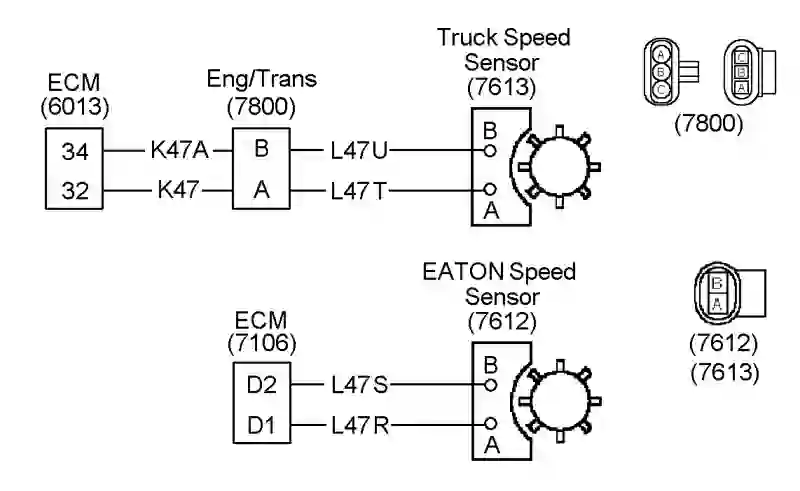 Truck Speed
Sensor
(7613)
ECM
(6013)
Eng/Trans
(7800)
34 K47A B L47U B
32 K47 A L47T A
A
B
C
C
B
A
(7800)
EATON Speed
Sensor
(7612)
ECM
(7106)
D2 L47S B
D1 L47R A
B
A
(7612)
(7613)